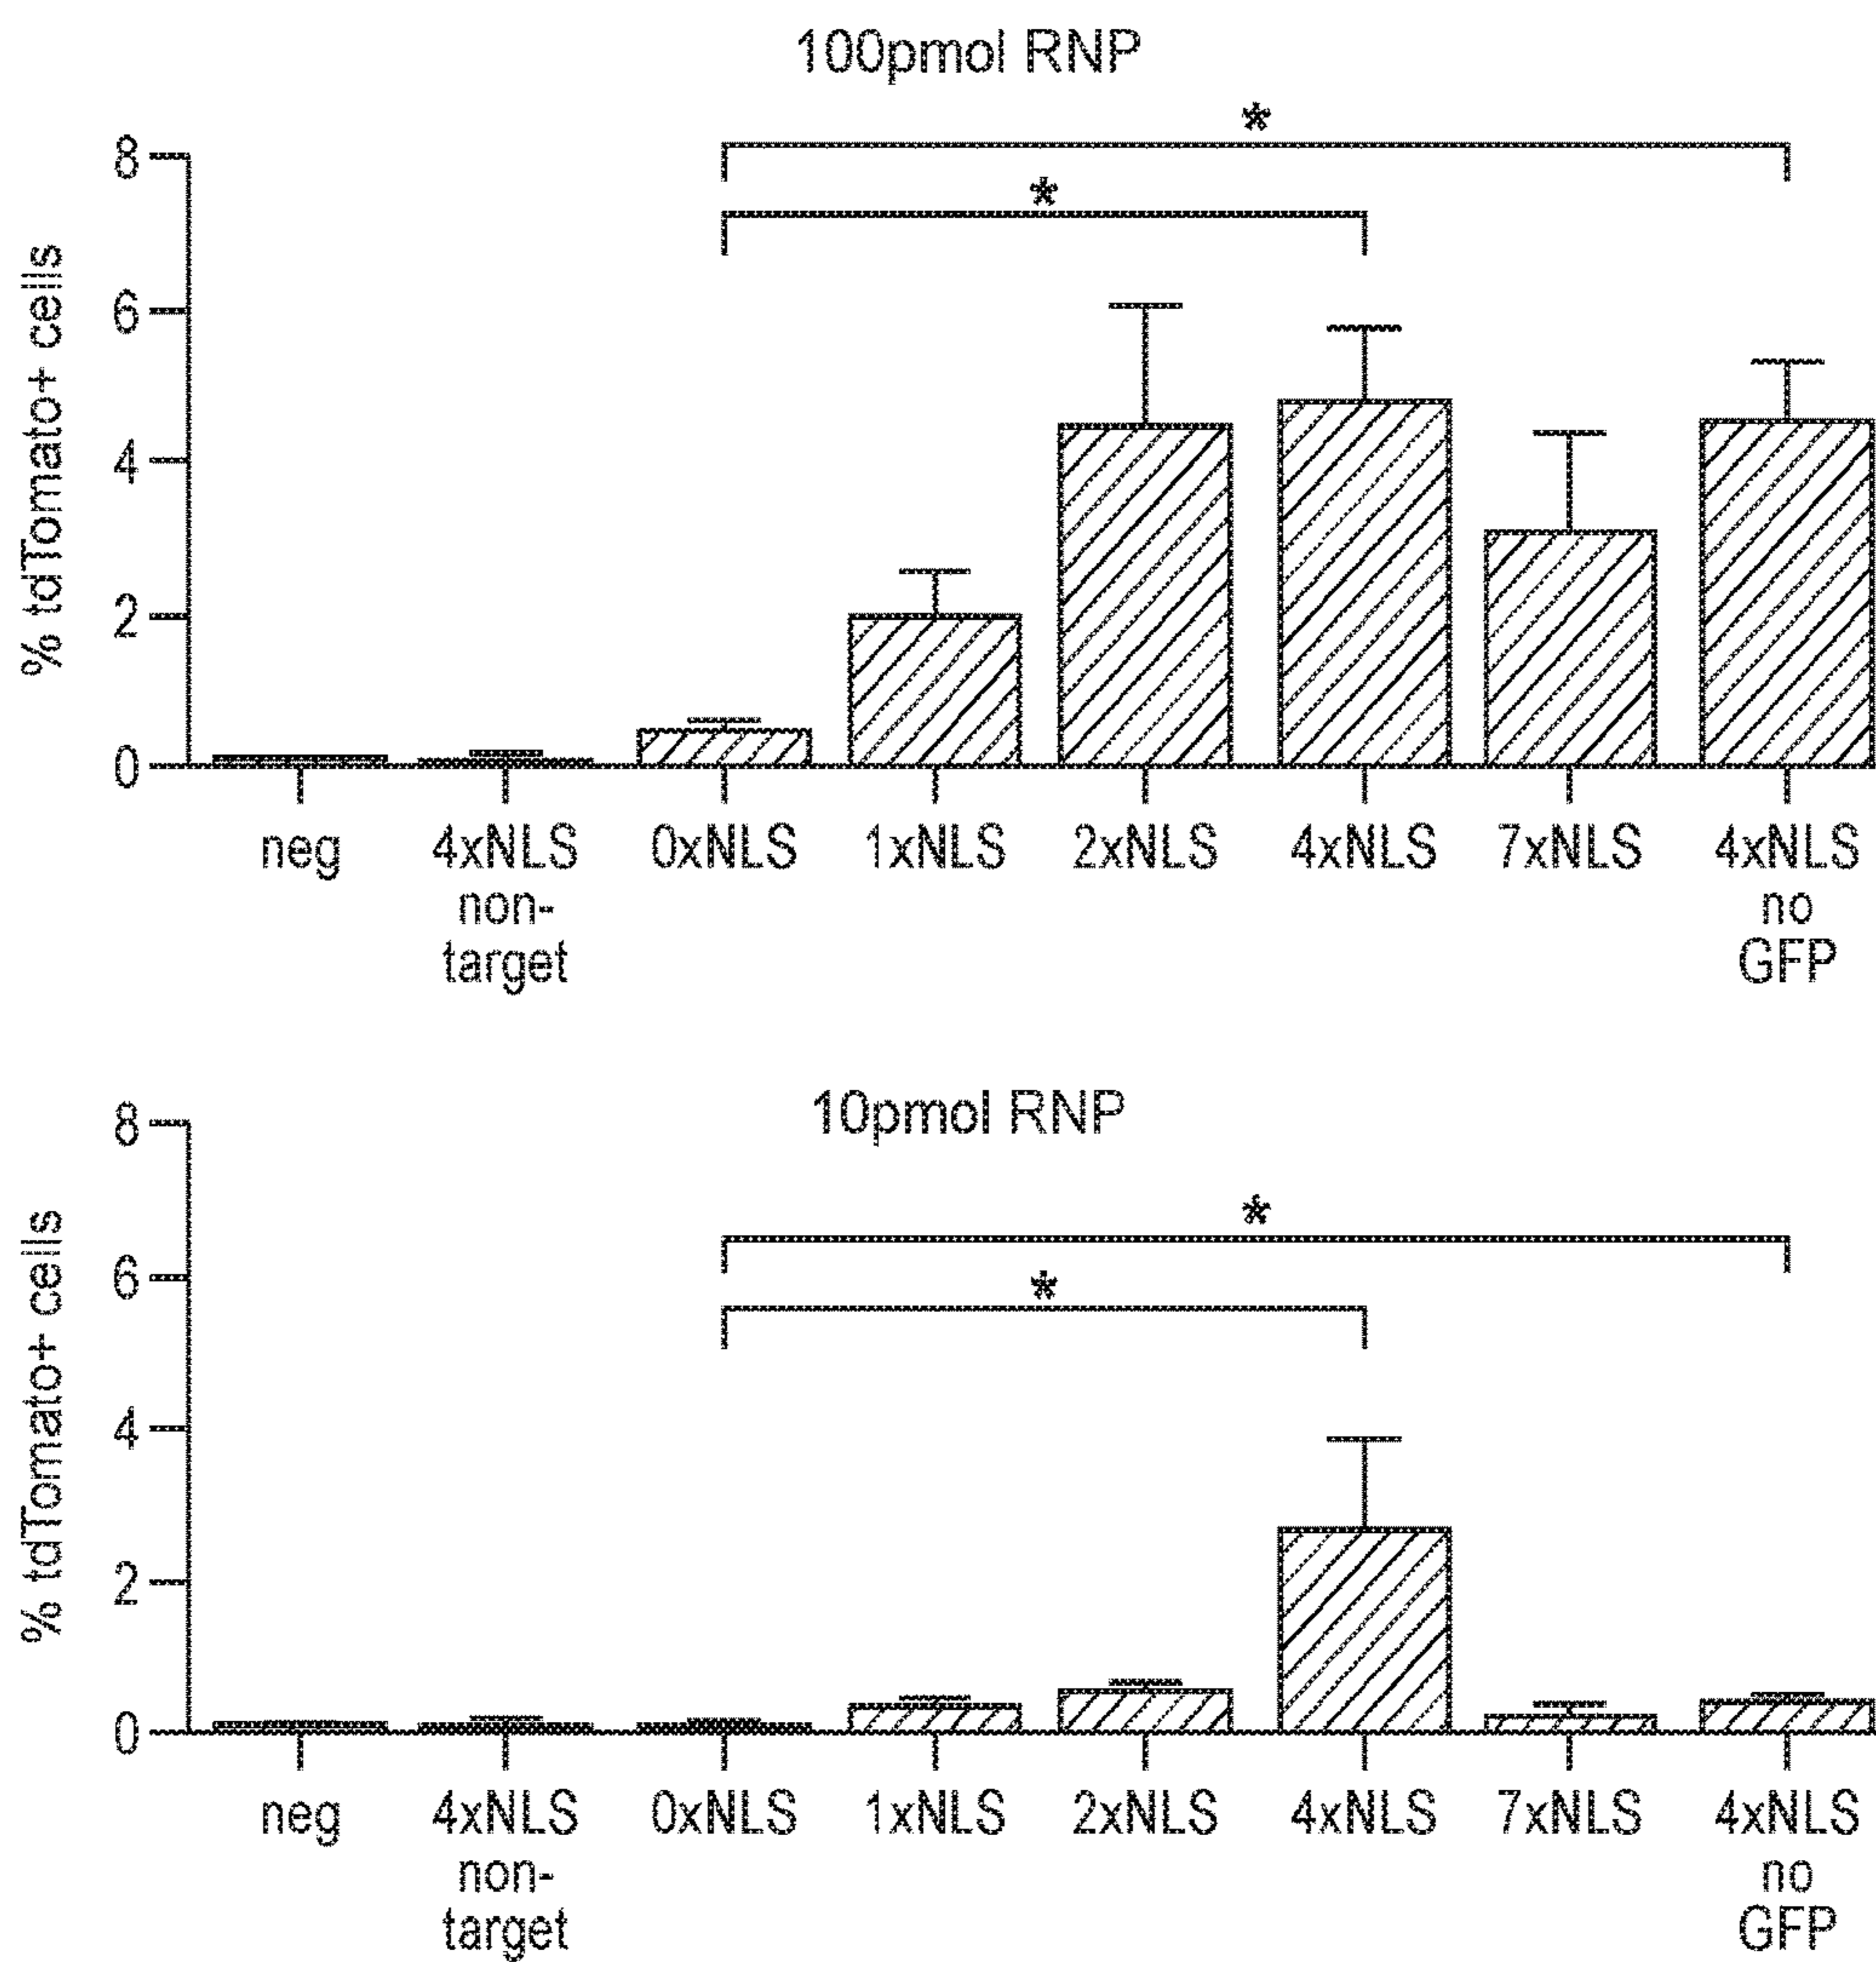 100pmol RNP
*
*
% tdTomato+ cells
8
6
4
2
0
neg 4xNLS 0xNLS 1xNLS 2xNLS 4xNLS 7xNLS 4xNLS
non- no
target GFP
10pmol RNP
*
*
% tdTomato+ cells
8
6
4
2
0
neg 4xNLS 0xNLS 1xNLS 2xNLS 4xNLS 7xNLS 4xNLS
non- no
target GFP